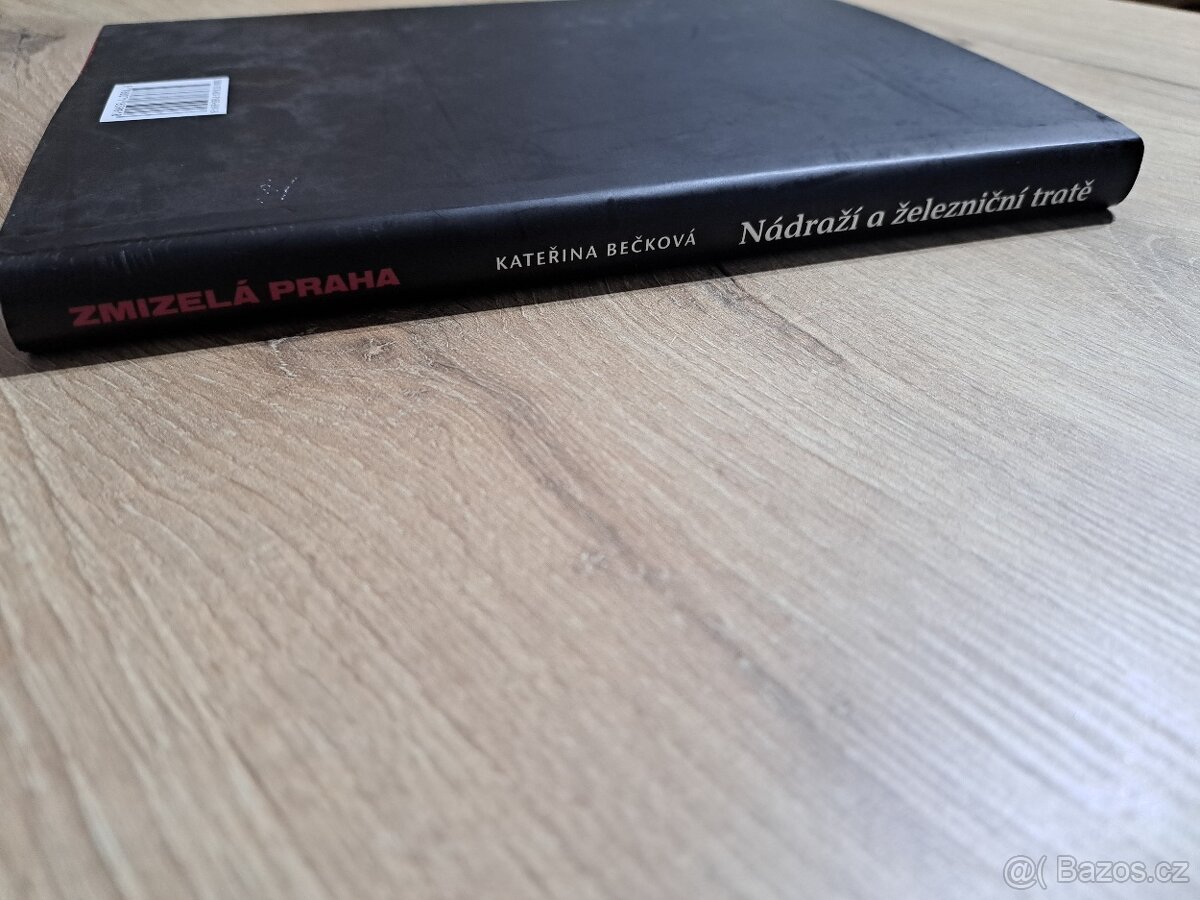 ZMIZELÁ PRAHA
KATEŘINA BEČKOVÁ
Nádraží a železniční tratě
@( Bazos.cz